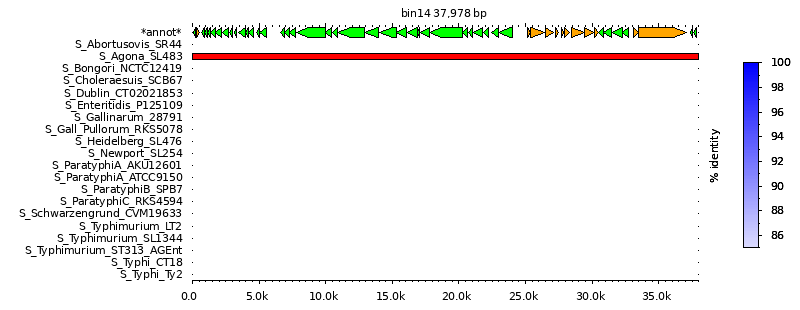 bin14 37,978 bp
*annot*
S_Abortusovis_SR44
S_Agona_SL483
S_Bongori_NCTC12419
S_Choleraesuis_SCB67
S_Dublin_CT02021853
S_Enteritidis_P125109
S_Gallinarum_28791
S_Gall_Pullorum_RKS5078
S_Heidelberg_SL476
S_Newport_SL254
S_ParatyphiA_AKU12601
S_ParatyphiA_ATCC9150
S_ParatyphiB_SPB7
S_ParatyphiC_RKS4594
S_Schwarzengrund_CVM19633
S_Typhimurium_LT2
S_Typhimurium_SL1344
S_Typhimurium_ST313_AGEnt
S_Typhi_CT18
S_Typhi_Ty2
0.0 5.0k 10.0k 15.0k 20.0k 25.0k 30.0k 35.0k
% identity
100
98
96
94
92
90
88
86